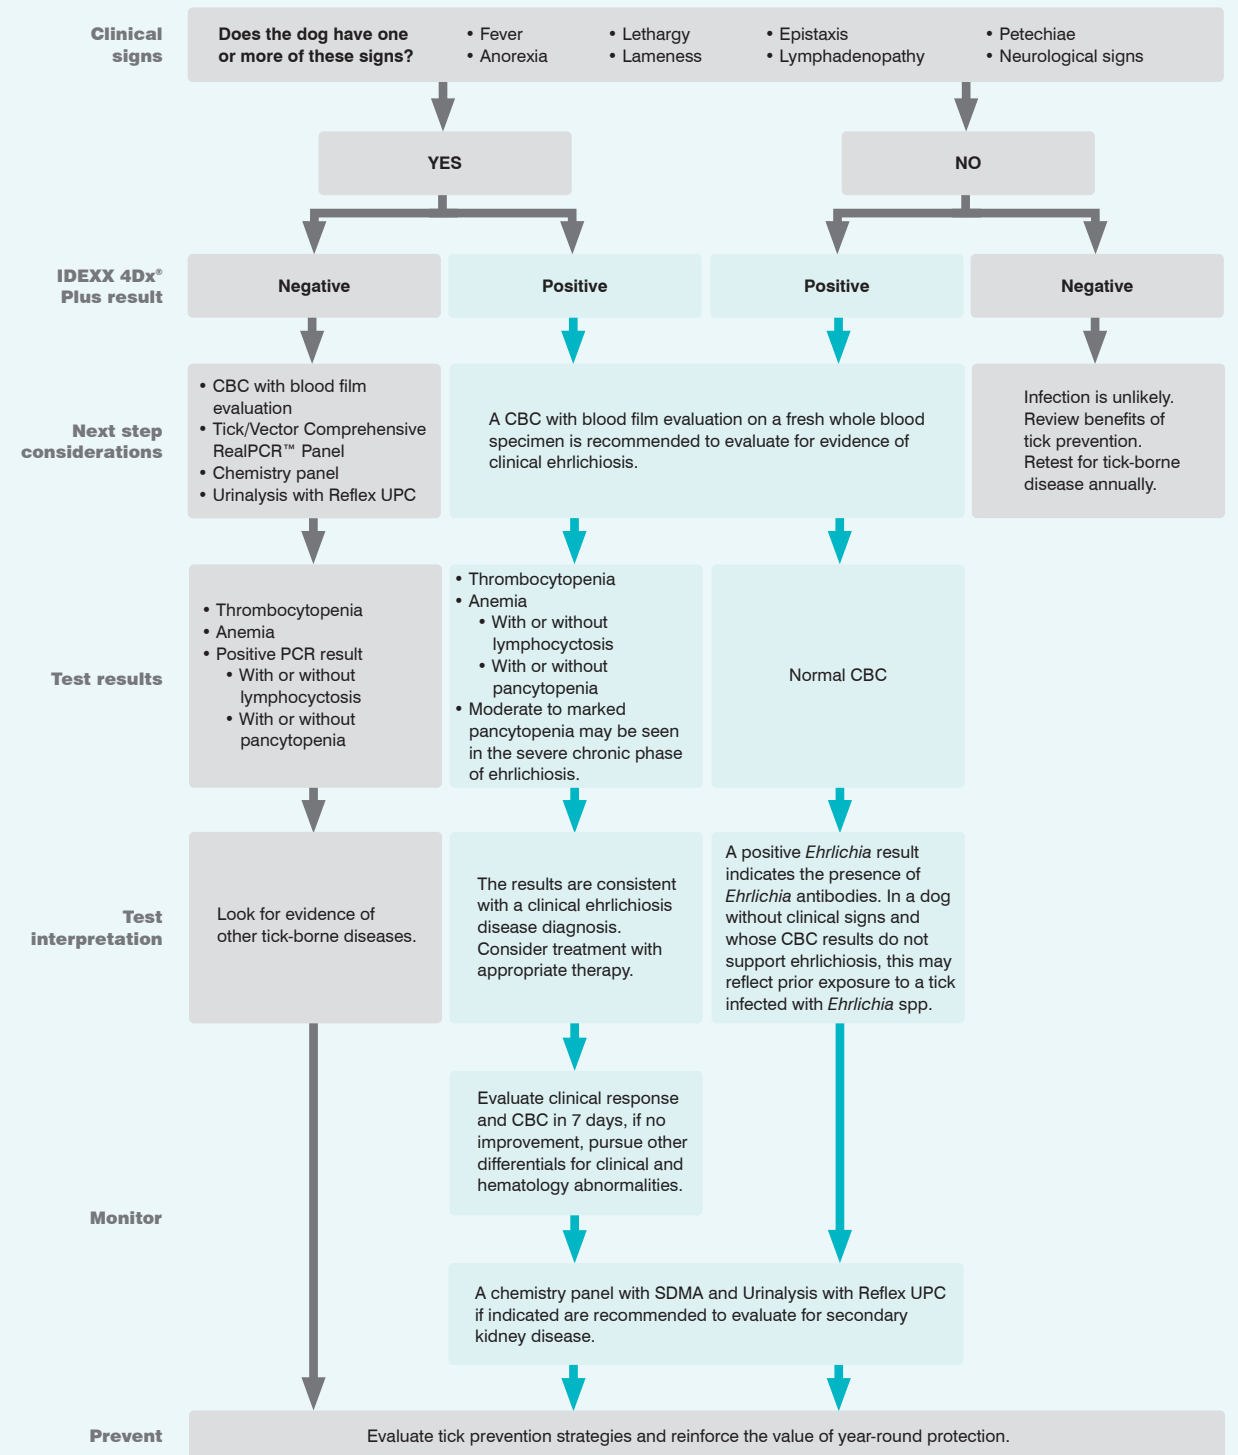 Clinical
signs
Does the dog have one
or more of these signs?
• Fever
• Anorexia
• Lethargy
• Lameness
• Epistaxis
• Lymphadenopathy
• Petechiae
• Neurological signs
YES
NO
IDEXX 4Dx®
Plus result
Negative
Positive
Positive
Negative
Next step
considerations
• CBC with blood film
evaluation
• Tick/Vector Comprehensive
RealPCR™ Panel
• Chemistry panel
• Urinalysis with Reflex UPC
A CBC with blood film evaluation on a fresh whole blood
specimen is recommended to evaluate for evidence of
clinical ehrlichiosis.
Infection is unlikely.
Review benefits of
tick prevention.
Retest for tick-borne
disease annually.
Test results
• Thrombocytopenia
• Anemia
• Positive PCR result
• With or without
lymphocyctosis
• With or without
pancytopenia
• Thrombocytopenia
• Anemia
• With or without
lymphocyctosis
• With or without
pancytopenia
• Moderate to marked
pancytopenia may be seen
in the severe chronic phase
of ehrlichiosis.
Normal CBC
Test
interpretation
Look for evidence of
other tick-borne diseases.
The results are consistent
with a clinical ehrlichiosis
disease diagnosis.
Consider treatment with
appropriate therapy.
A positive Ehrlichia result
indicates the presence of
Ehrlichia antibodies. In a dog
without clinical signs and
whose CBC results do not
support ehrlichiosis, this may
reflect prior exposure to a tick
infected with Ehrlichia spp.
Monitor
Evaluate clinical response
and CBC in 7 days, if no
improvement, pursue other
differentials for clinical and
hematology abnormalities.
A chemistry panel with SDMA and Urinalysis with Reflex UPC
if indicated are recommended to evaluate for secondary
kidney disease.
Prevent
Evaluate tick prevention strategies and reinforce the value of year-round protection.